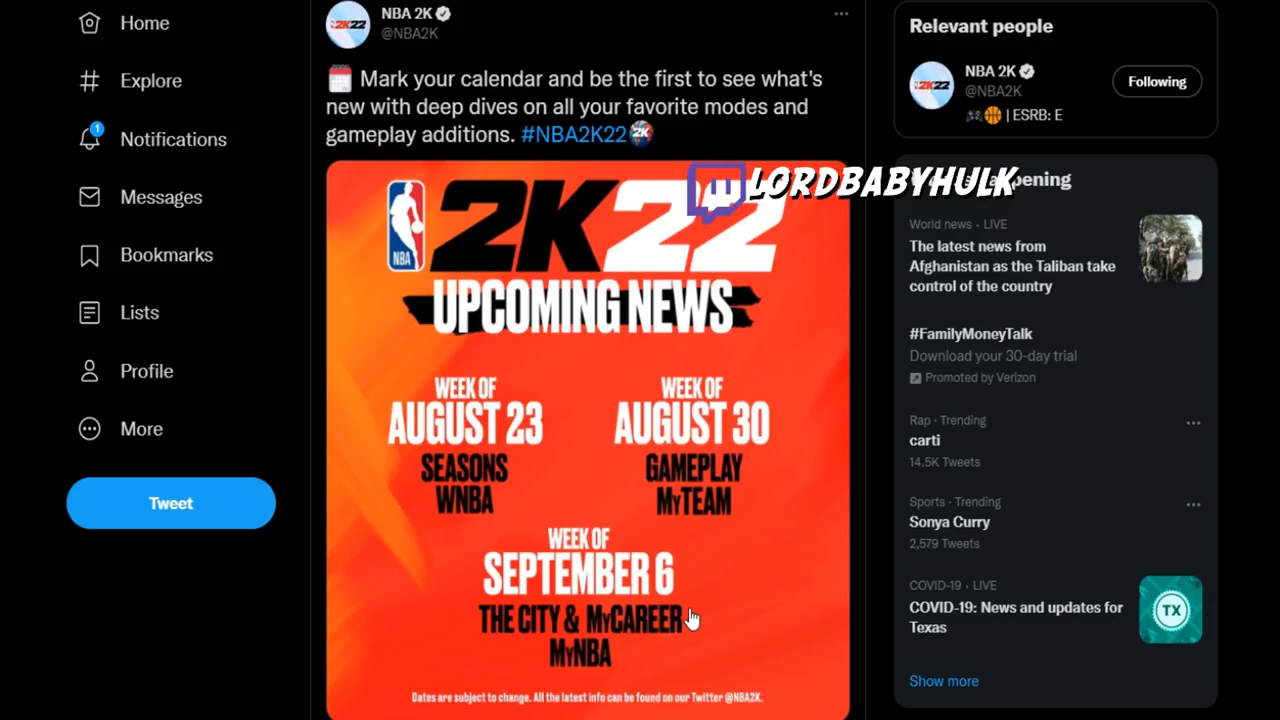 Home
Explore
1
Notifications
Messages
Bookmarks
Lists
Profile
More
Tweet
NBA 2K
@NBA2K
Mark your calendar and be the first to see what's
new with deep dives on all your favorite modes and
gameplay additions. #NBA2K22
NBA
2K22
UPCOMING NEWS
WEEK OF
AUGUST 23
SEASONS
WNBA
WEEK OF
AUGUST 30
GAMEPLAY
MyTEAM
WEEK OF
SEPTEMBER 6
THE CITY & MyCAREER
MyNBA
Dates are subject to change. All the latest info can be found on our Twitter @NBA2K.
LORDBABYHULK
Relevant people
NBA 2K
@NBA2K
Following
| ESRB: E
World news · LIVE
The latest news from
Afghanistan as the Taliban take
control of the country
#FamilyMoneyTalk
Download your 30-day trial
Promoted by Verizon
Rap · Trending
carti
14.5K Tweets
Sports · Trending
Sonya Curry
2,579 Tweets
COVID-19 · LIVE
COVID-19: News and updates for
Texas
TX
Show more